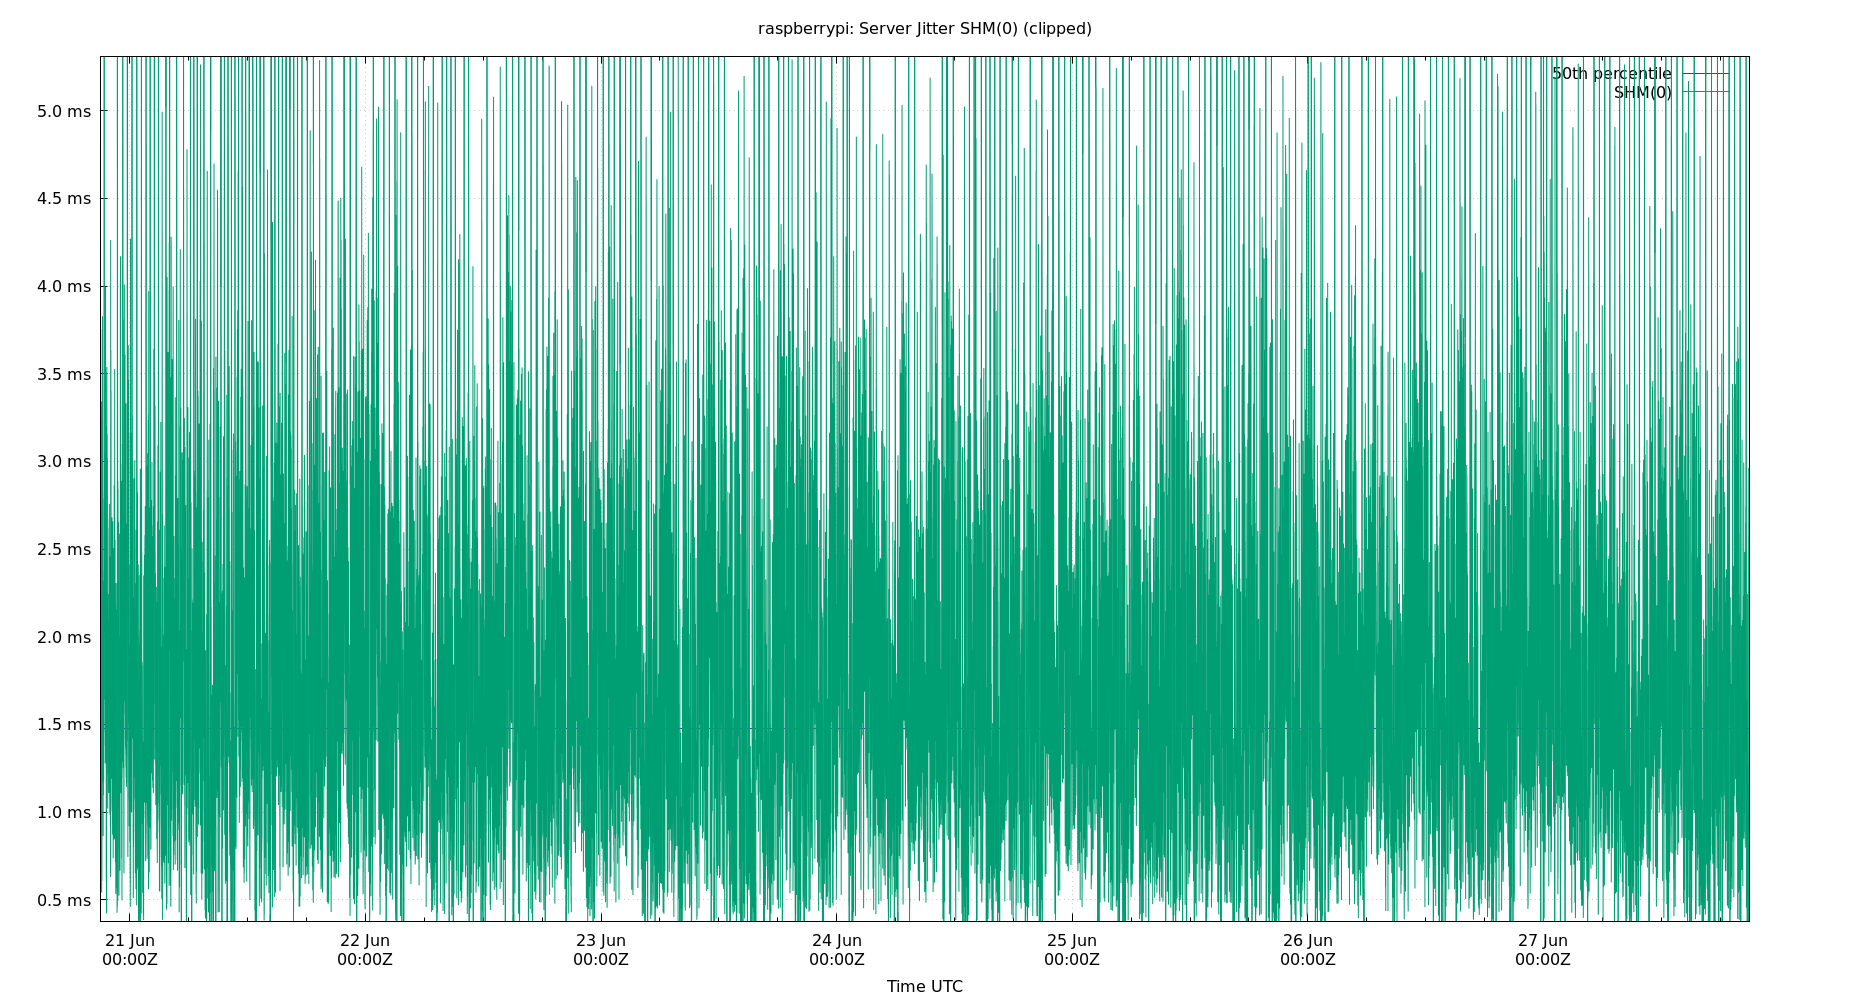 raspberrypi: Server Jitter SHM(0) (clipped)
50th percentile
SHM(0)
5.0 ms
4.5 ms
4.0 ms
3.5 ms
3.0 ms
2.5 ms
2.0 ms
1.5 ms
1.0 ms
0.5 ms
21 Jun 22 Jun 23 Jun 24 Jun 25 Jun 26 Jun 27 Jun
00:00Z 00:00Z 00:00Z 00:00Z 00:00Z 00:00Z 00:00Z
Time UTC